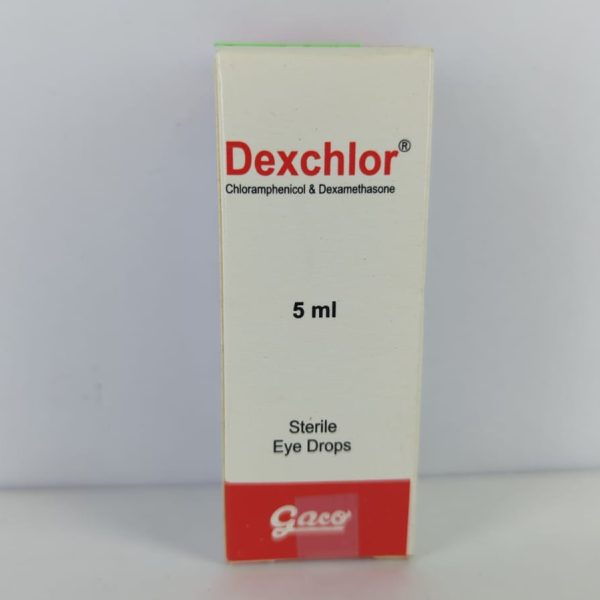 Dexchlor®
Chloramphenicol & Dexamethasone
5 ml
Sterile
Eye Drops
gaco